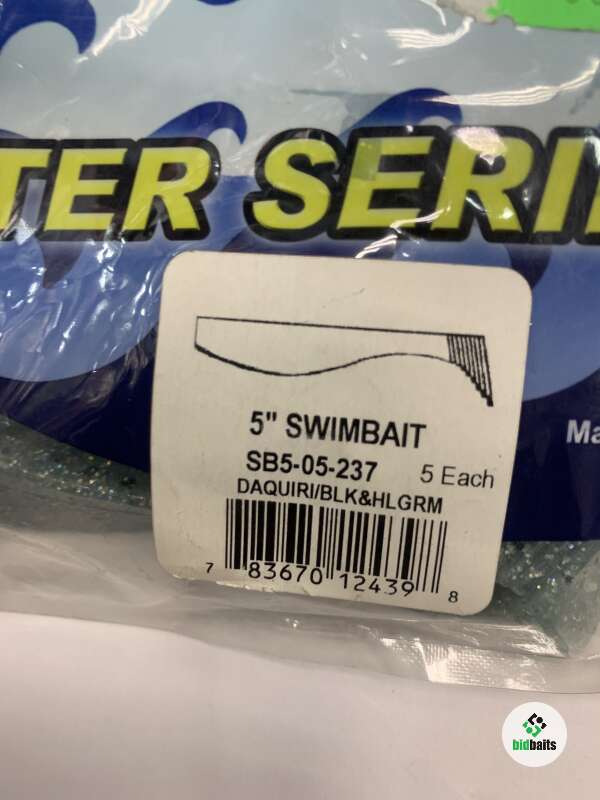 TER SERI
5" SWIMBAIT
SB5-05-237 5 Each
DAQUIRI/BLK&HLGRM
7 83670 12439 8
Ma
bidbaits